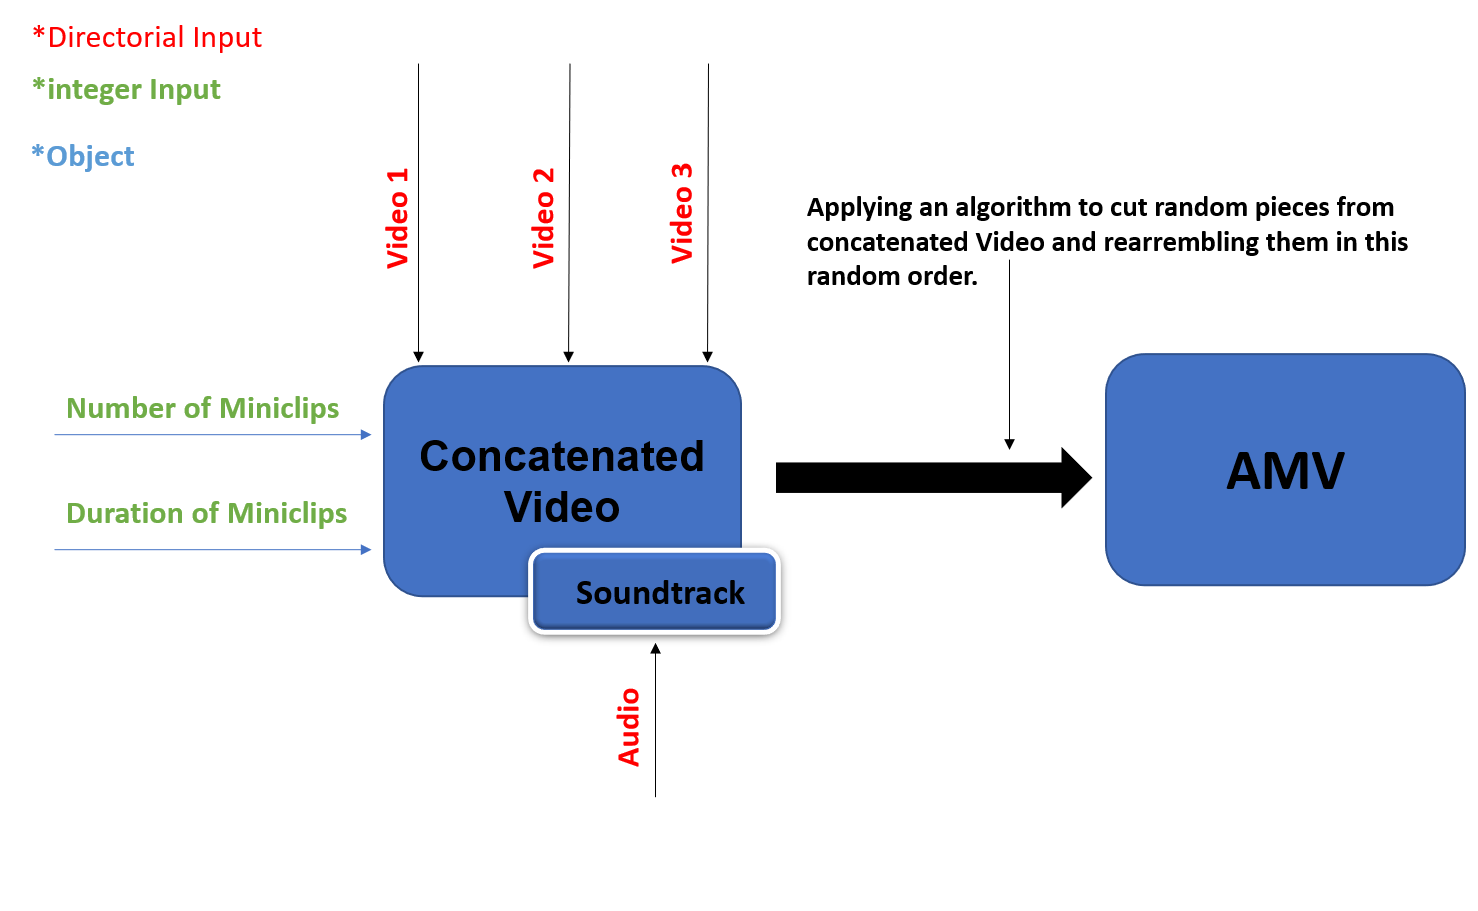 *Directorial Input
*integer Input
*Object
Video 1
Video 2
Video 3
Applying an algorithm to cut random pieces from
concatenated Video and rearrembling them in this
random order.
Number of Miniclips
Duration of Miniclips
Concatenated
Video
Soundtrack
AMV
Audio